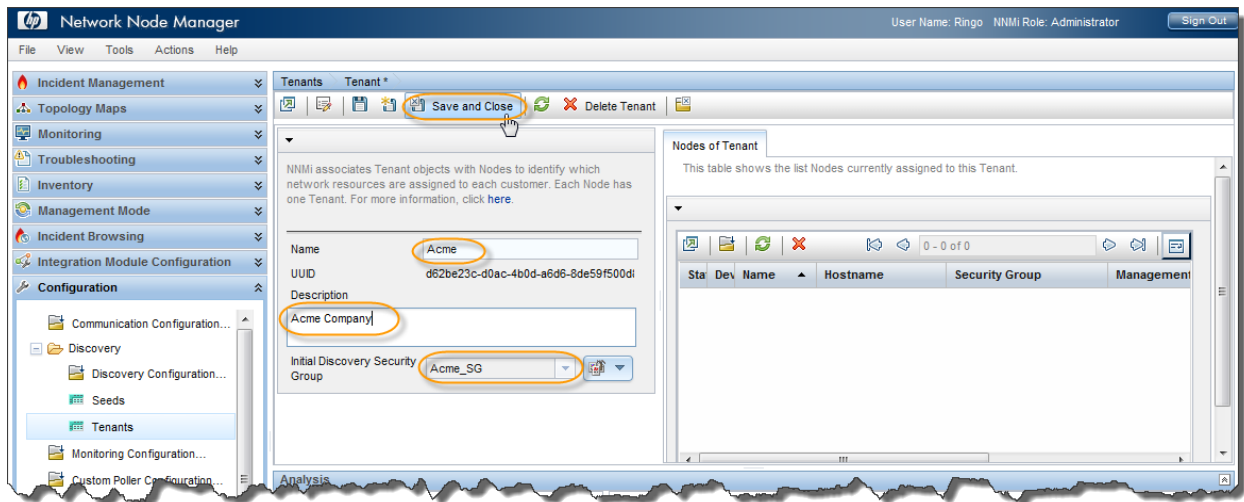 hp Network Node Manager
User Name: Ringo NNMi Role: Administrator Sign Out
File View Tools Actions Help
Incident Management
Topology Maps
Monitoring
Troubleshooting
Inventory
Management Mode
Incident Browsing
Integration Module Configuration
Configuration
Communication Configuration...
Discovery
Discovery Configuration...
Seeds
Tenants
Monitoring Configuration...
Custom Poller Configuration...
Tenants Tenant *
Save and Close Delete Tenant
NNMi associates Tenant objects with Nodes to identify which
network resources are assigned to each customer. Each Node has
one Tenant. For more information, click here.
Name Acme
UUID d62be23c-d0ac-4b0d-a6d6-8de59f500d
Description
Acme Company
Initial Discovery Security
Group
Acme_SG
Nodes of Tenant
This table shows the list Nodes currently assigned to this Tenant.
0 - 0 of 0
Sta Dev Name Hostname Security Group Management
Analysis